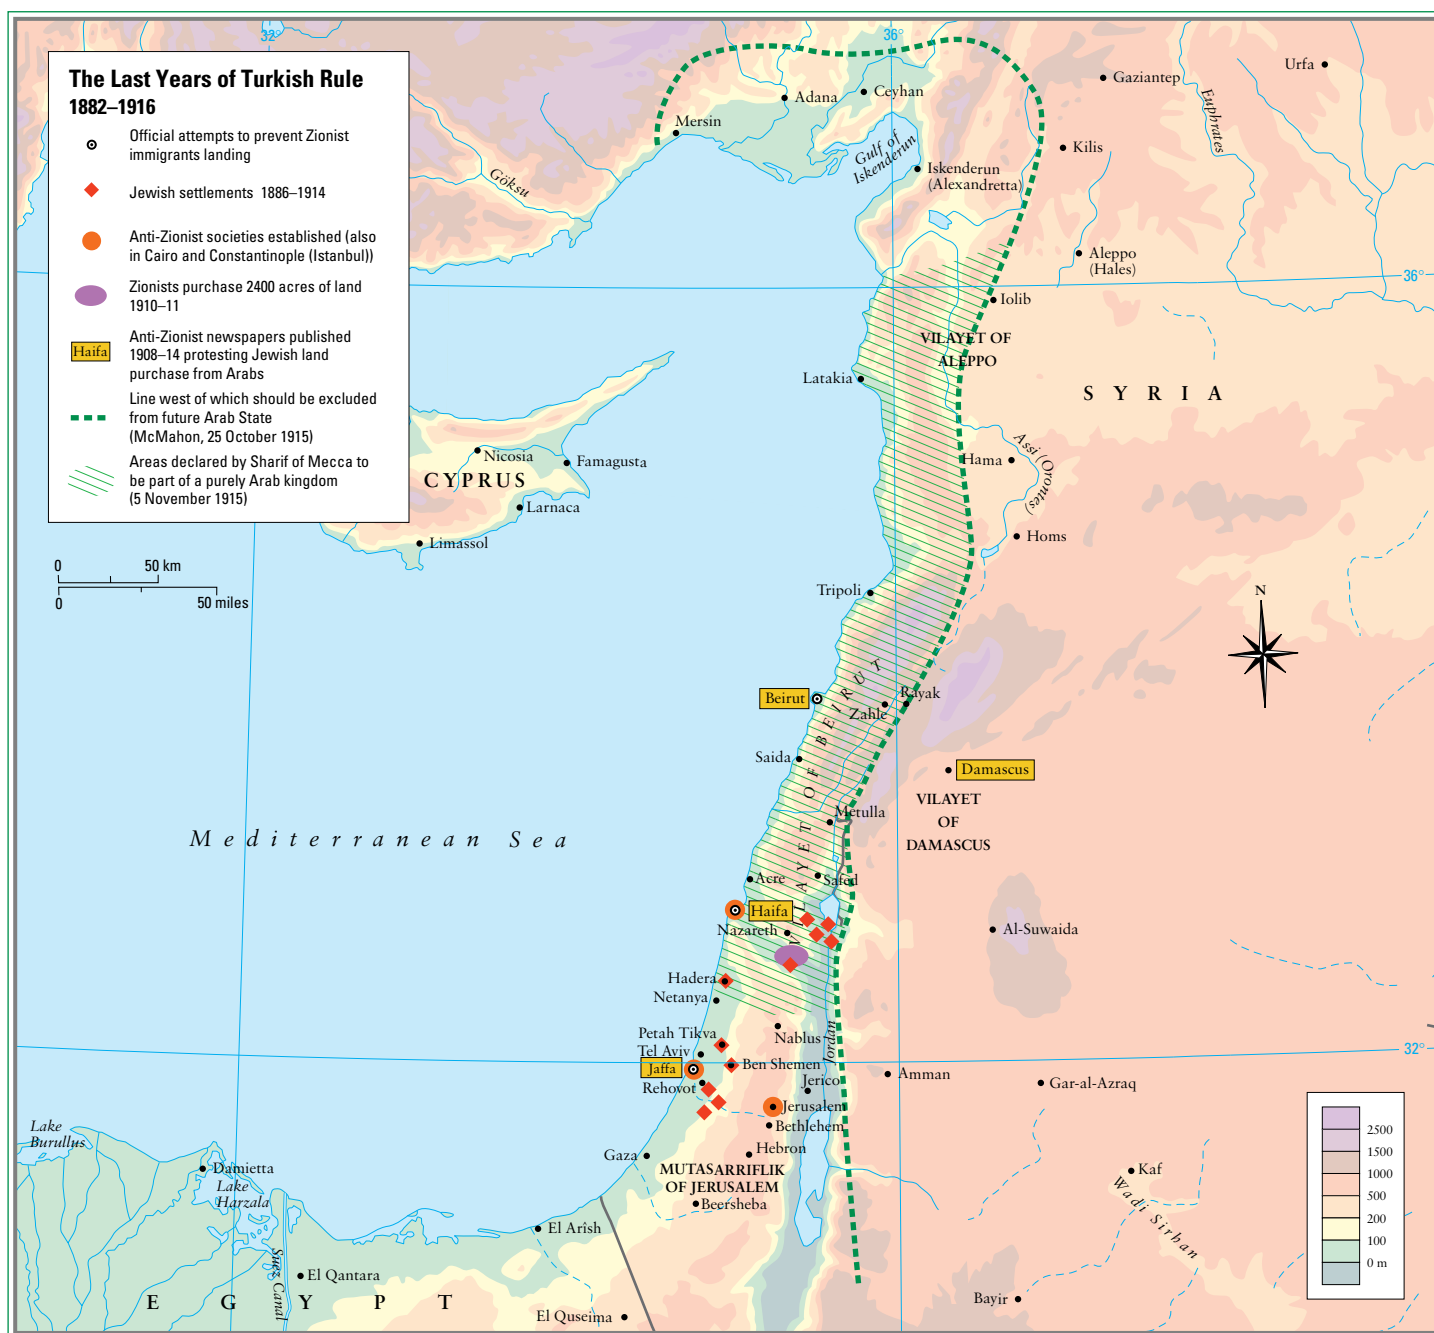 The Last Years of Turkish Rule
1882–1916
Official attempts to prevent Zionist
immigrants landing
Jewish settlements 1886–1914
Anti-Zionist societies established (also
in Cairo and Constantinople (Istanbul))
Zionists purchase 2400 acres of land
1910–11
Haifa
Anti-Zionist newspapers published
1908–14 protesting Jewish land
purchase from Arabs
Line west of which should be excluded
from future Arab State
(McMahon, 25 October 1915)
Areas declared by Sharif of Mecca to
be part of a purely Arab kingdom
(5 November 1915)
0 50 km
0 50 miles
32°
36°
Urfa
Gaziantep
Euphrates
Ceyhan
Adana
Mersin
Kilis
Gulf of
Iskenderun
Iskenderun
(Alexandretta)
Göksu
Aleppo
(Hales)
36°
Iolib
VILAYET OF
ALEPPO
Latakia
SYRIA
Nicosia
Famagusta
CYPRUS
Larnaca
Limassol
Hama
Assi (Orontes)
Homs
Tripoli
N
Beirut
Rayak
Zahle
VILAYET OF BEIRUT
Saida
Damascus
VILAYET
OF
DAMASCUS
Metulla
Mediterranean Sea
Acre
Safed
Haifa
Nazareth
Al-Suwaida
Hadera
Netanya
Nablus
Petah Tikva
Tel Aviv
Jordan
32°
Jaffa
Ben Shemen
Rehovot
Jerico
Amman
Gar-al-Azraq
Jerusalem
Bethlehem
Hebron
Gaza
MUTASARRIFLIK
OF JERUSALEM
Beersheba
Kaf
Wadi Sirhan
Lake
Burullus
Damietta
Lake
Harzala
El Arîsh
Suez Canal
El Qantara
EGYPT
El Quseima
Bayir
2500
1500
1000
500
200
100
0 m